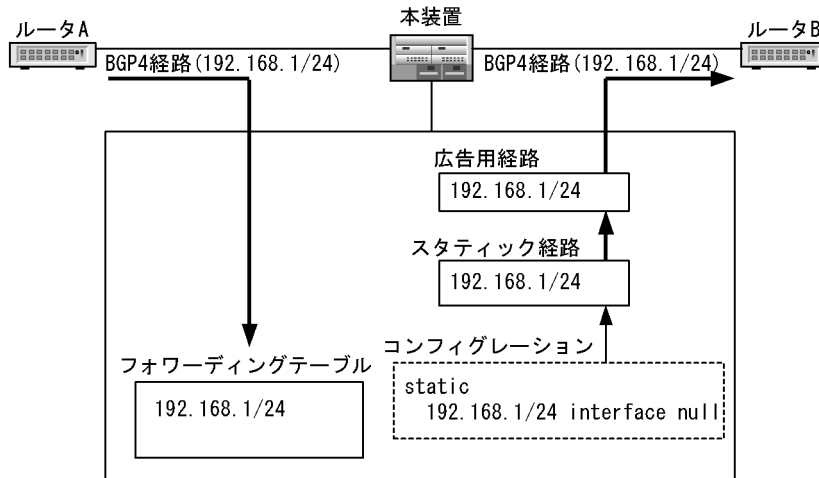 本装置
ルータA
ルータB
BGP4経路(192.168.1/24)
BGP4経路(192.168.1/24)
広告用経路
192.168.1/24
スタティック経路
192.168.1/24
コンフィグレーション
static
192.168.1/24 interface null
フォワーディングテーブル
192.168.1/24